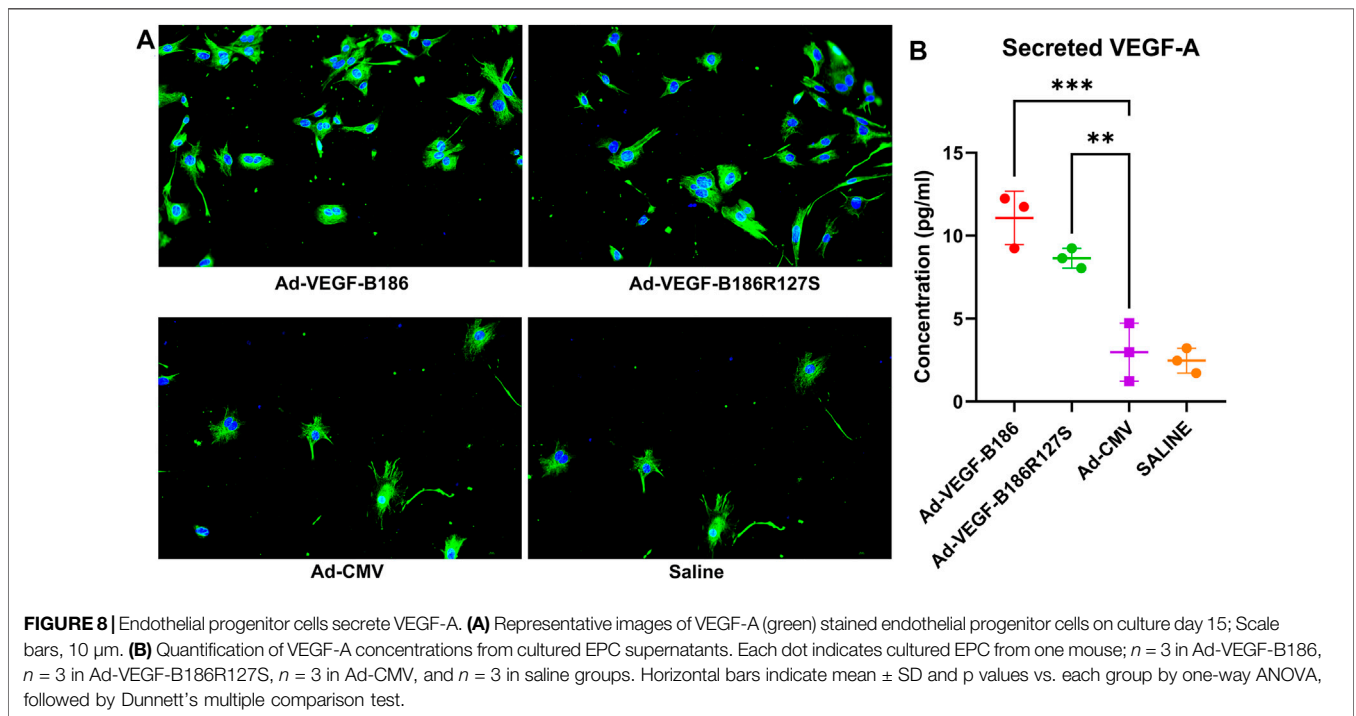 A
Ad-VEGF-B186
Ad-VEGF-B186R127S
Ad-CMV
Saline
B
Secreted VEGF-A
***
**
Concentration (pg/ml)
15
10
5
0
Ad-VEGF-B186
Ad-VEGF-B186R127S
Ad-CMV
SALINE
FIGURE 8 | Endothelial progenitor cells secrete VEGF-A. (A) Representative images of VEGF-A (green) stained endothelial progenitor cells on culture day 15; Scale
bars, 10 μm. (B) Quantification of VEGF-A concentrations from cultured EPC supernatants. Each dot indicates cultured EPC from one mouse; n = 3 in Ad-VEGF-B186,
n = 3 in Ad-VEGF-B186R127S, n = 3 in Ad-CMV, and n = 3 in saline groups. Horizontal bars indicate mean ± SD and p values vs. each group by one-way ANOVA,
followed by Dunnett's multiple comparison test.